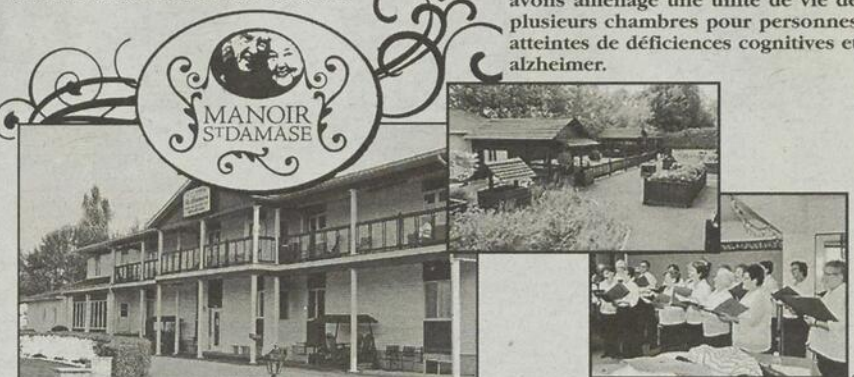 avons aménagé une unité de vie de
plusieurs chambres pour personnes
atteintes de déficiences cognitives et
alzheimer.
MANOIR
ST DAMASE